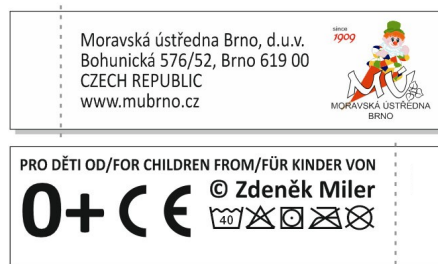 Moravská ústředna Brno, d.u.v.
Bohunická 576/52, Brno 619 00
CZECH REPUBLIC
www.mubrno.cz
since
1909
MU
MORAVSKÁ ÚSTŘEDNA
BRNO
PRO DĚTI OD/FOR CHILDREN FROM/FÜR KINDER VON
0+ CE
© Zdeněk Miler
40